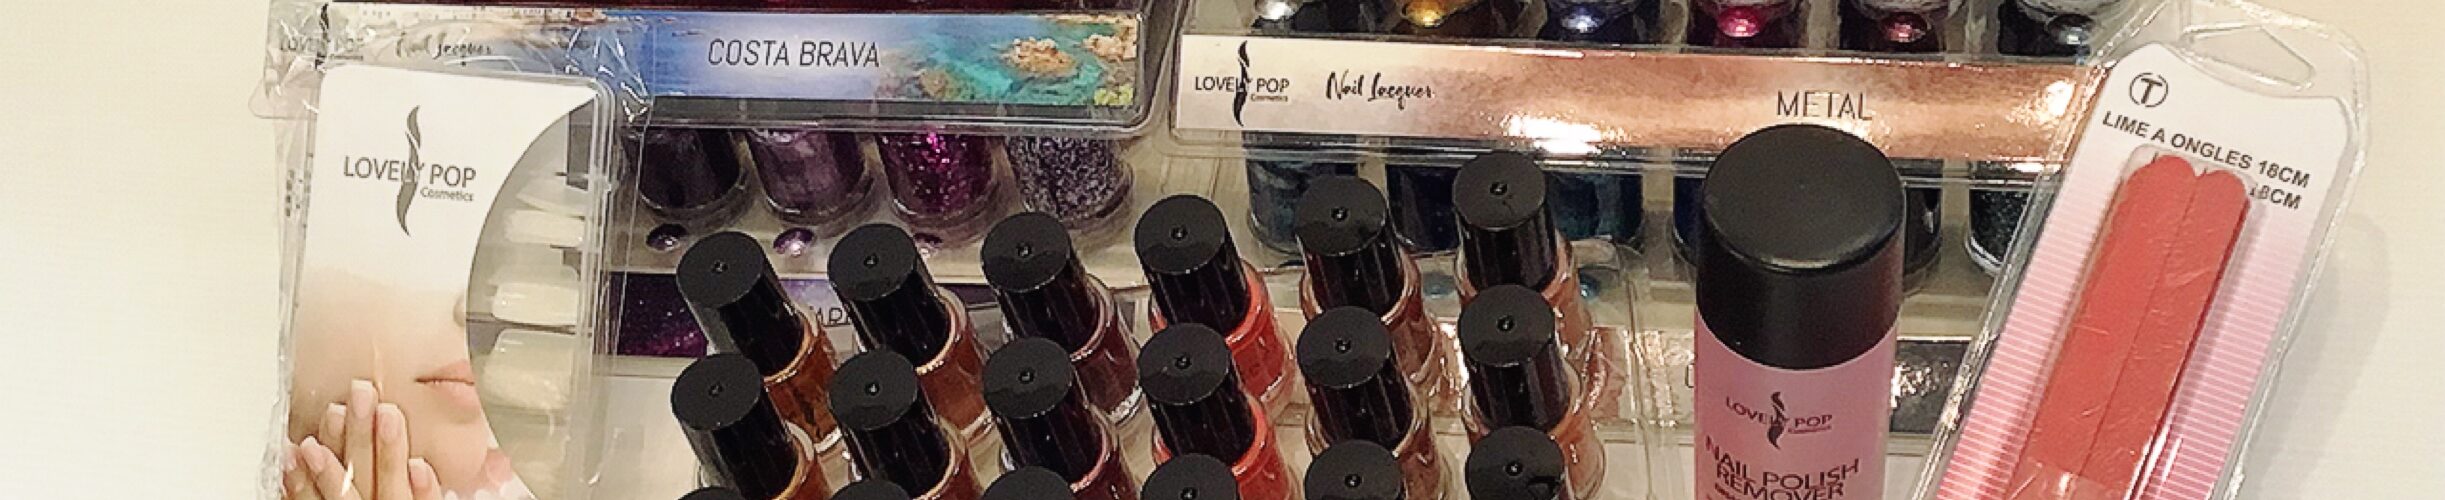 LOVELY POP
Cosmetics
Nail Lacquer
COSTA BRAVA
LOVELY POP
Cosmetics
Nail Lacquer
METAL
LOVELY POP
Cosmetics
T
LIME A ONGLES 18CM
18CM
LOVELY POP
Cosmetics
NAIL POLISH
REMOVER